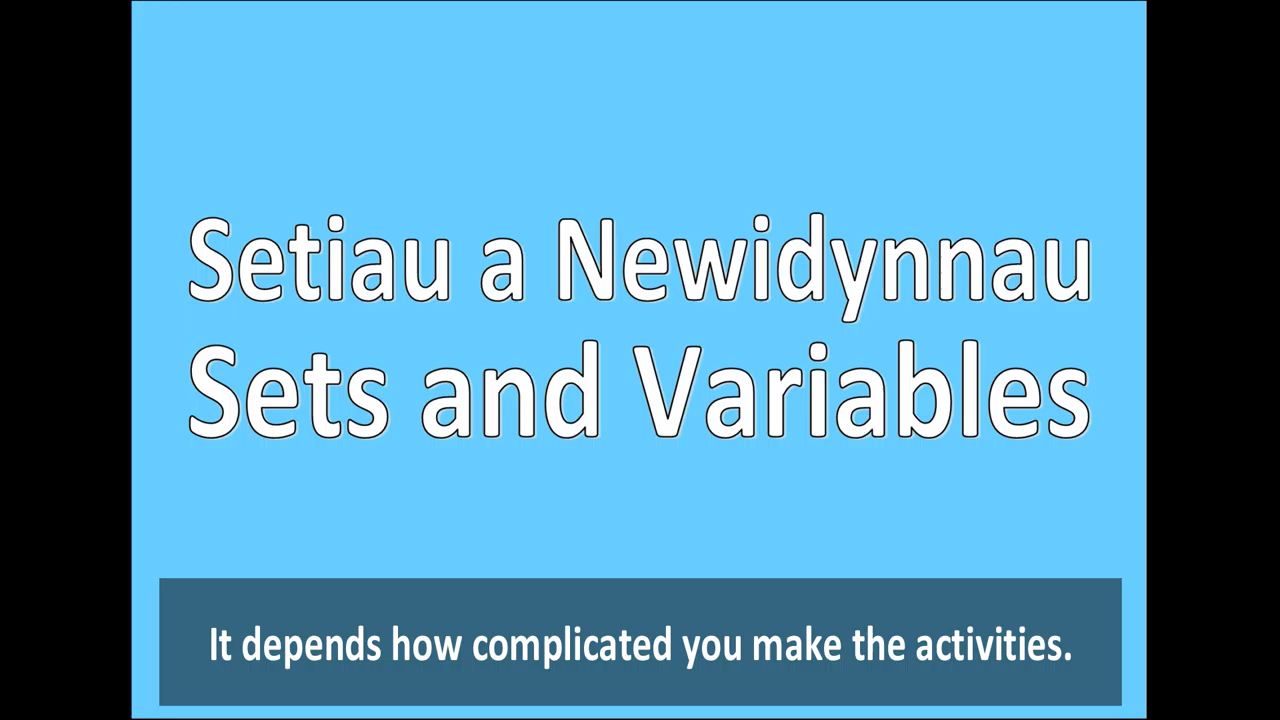 Setiau a Newidynnau
Sets and Variables
It depends how complicated you make the activities.